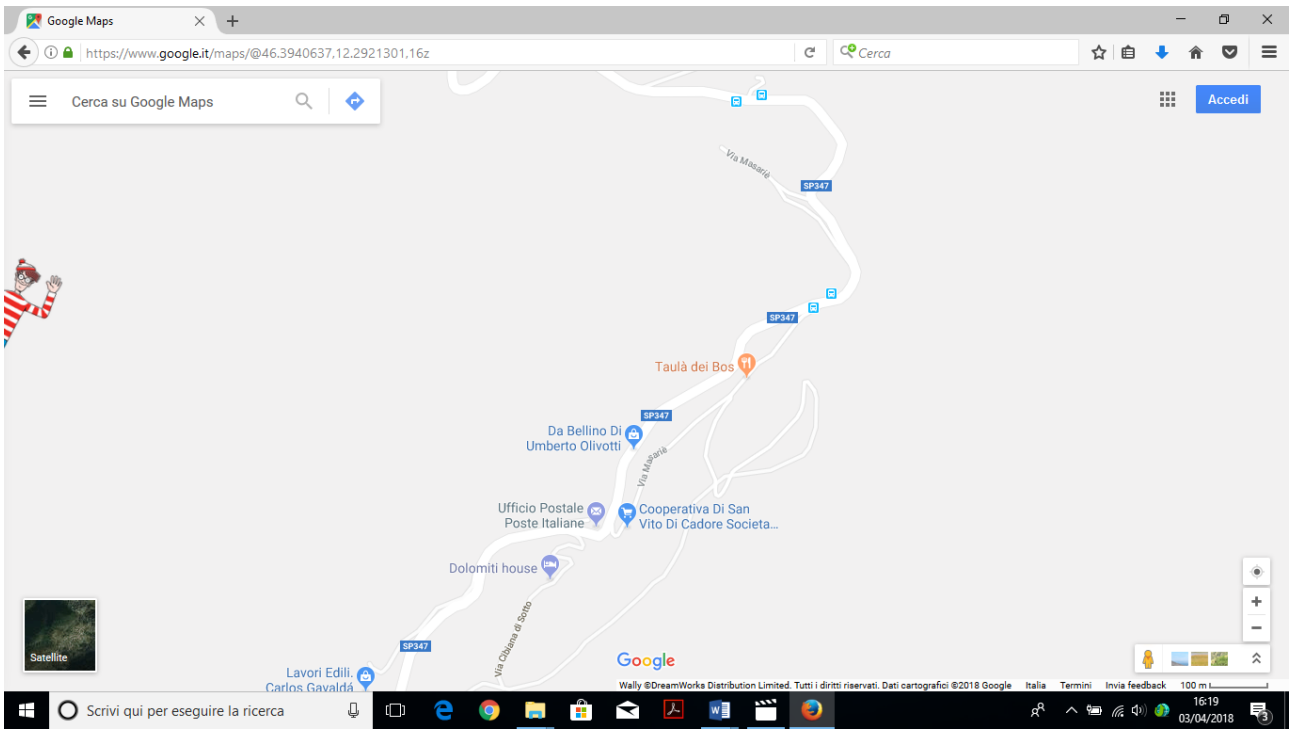 Google Maps
https://www.google.it/maps/@46.3940637,12.2921301,16z
Cerca
Cerca su Google Maps
Accedi
Via Masariè
SP347
SP347
Taulà dei Bos
SP347
Da Bellino Di
Umberto Olivotti
Via Masariè
Ufficio Postale
Poste Italiane
Cooperativa Di San
Vito Di Cadore Societa...
Dolomiti house
Via Cibiana di Sotto
SP347
Satellite
Lavori Edili.
Carlos Gavaldá
Google
Wally ©DreamWorks Distribution Limited. Tutti i diritti riservati. Dati cartografici ©2018 Google Italia Termini Invia feedback 100 m
Scrivi qui per eseguire la ricerca
16:19
03/04/2018
3